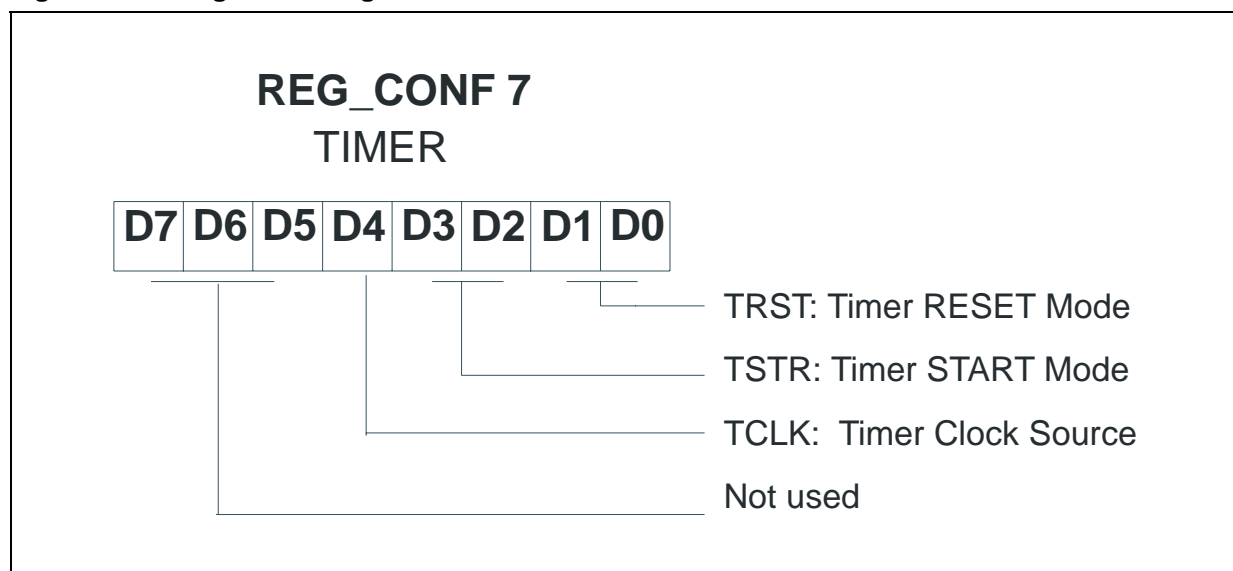 REG_CONF 7
TIMER
D7 D6 D5 D4 D3 D2 D1 D0
TRST: Timer RESET Mode
TSTR: Timer START Mode
TCLK: Timer Clock Source
Not used